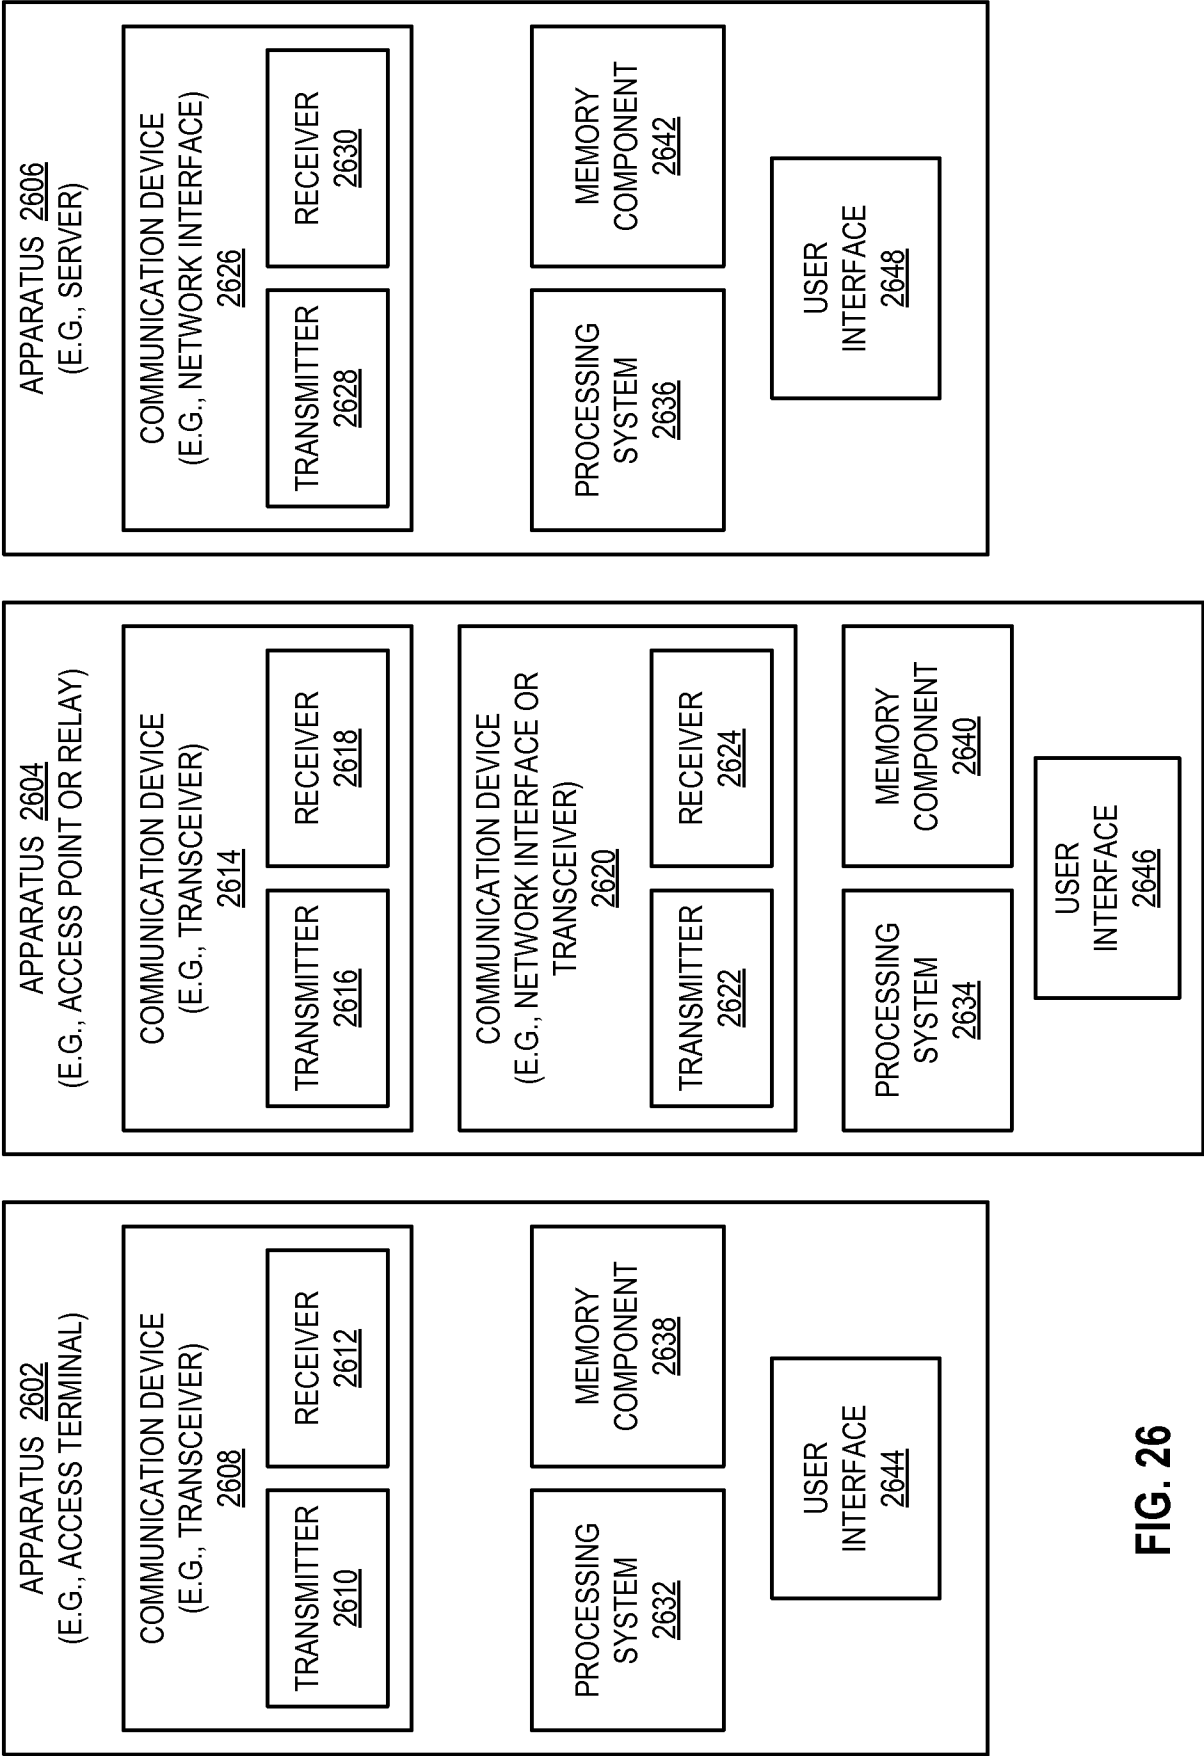 APPARATUS 2602
(E.G., ACCESS TERMINAL)
COMMUNICATION DEVICE
(E.G., TRANSCEIVER)
2608
TRANSMITTER
2610
RECEIVER
2612
PROCESSING
SYSTEM
2632
MEMORY
COMPONENT
2638
USER
INTERFACE
2644
APPARATUS 2604
(E.G., ACCESS POINT OR RELAY)
COMMUNICATION DEVICE
(E.G., TRANSCEIVER)
2614
TRANSMITTER
2616
RECEIVER
2618
COMMUNICATION DEVICE
(E.G., NETWORK INTERFACE OR
TRANSCEIVER)
2620
TRANSMITTER
2622
RECEIVER
2624
PROCESSING
SYSTEM
2634
MEMORY
COMPONENT
2640
USER
INTERFACE
2646
APPARATUS 2606
(E.G., SERVER)
COMMUNICATION DEVICE
(E.G., NETWORK INTERFACE)
2626
TRANSMITTER
2628
RECEIVER
2630
PROCESSING
SYSTEM
2636
MEMORY
COMPONENT
2642
USER
INTERFACE
2648
FIG. 26